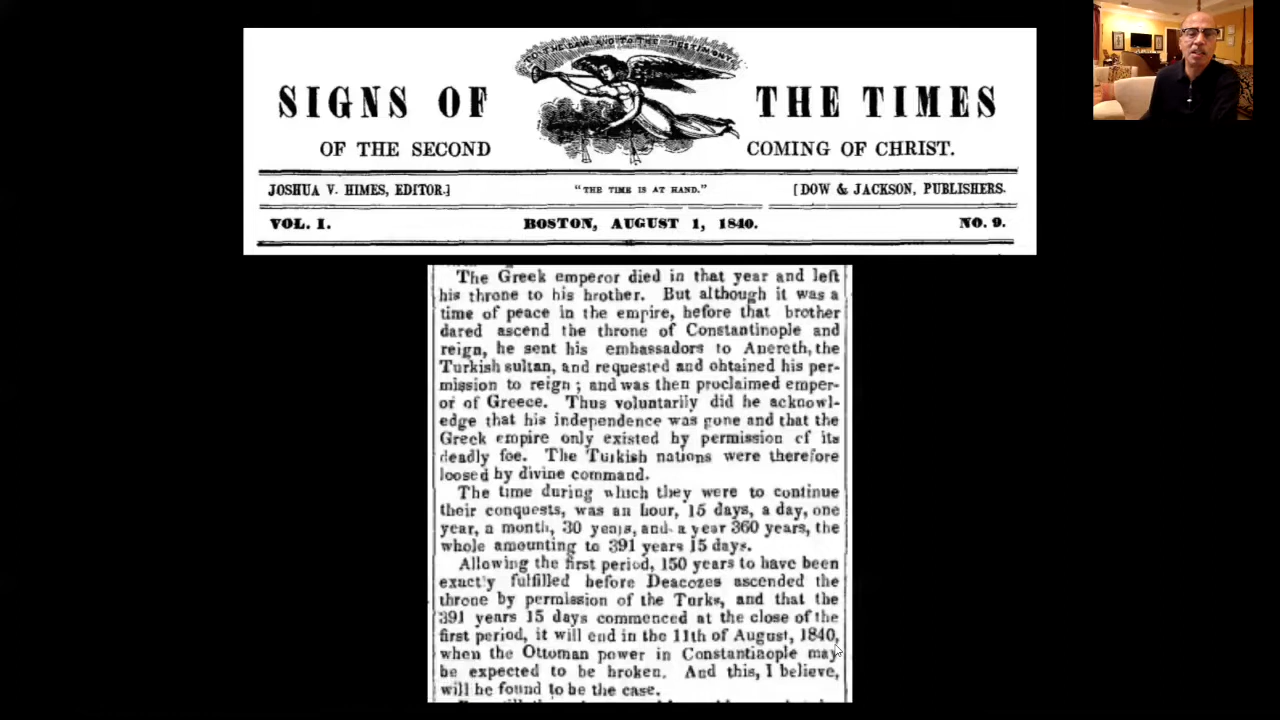 TO THE LAW AND TO THE TESTIMONY
SIGNS OF THE TIMES
OF THE SECOND COMING OF CHRIST.
JOSHUA V. HIMES, EDITOR.] "THE TIME IS AT HAND." [DOW & JACKSON, PUBLISHERS.
VOL. I. BOSTON, AUGUST 1, 1840. NO. 9.
The Greek emperor died in that year and left
his throne to his brother. But although it was a
time of peace in the empire, before that brother
dared ascend the throne of Constantinople and
reign, he sent his embassadors to Anereth, the
Turkish sultan, and requested and obtained his per-
mission to reign ; and was then proclaimed emper-
or of Greece. Thus voluntarily did he acknowl-
edge that his independence was gone and that the
Greek empire only existed by permission of its
deadly foe. The Turkish nations were therefore
loosed by divine command.
The time during which they were to continue
their conquests, was an hour, 15 days, a day, one
year, a month, 30 years, and a year 360 years, the
whole amounting to 391 years 15 days.
Allowing the first period, 150 years to have been
exactly fulfilled before Deacozes ascended the
throne by permission of the Turks, and that the
391 years 15 days commenced at the close of the
first period, it will end in the 11th of August, 1840,
when the Ottoman power in Constantinople may
be expected to be broken. And this, I believe,
will be found to be the case.